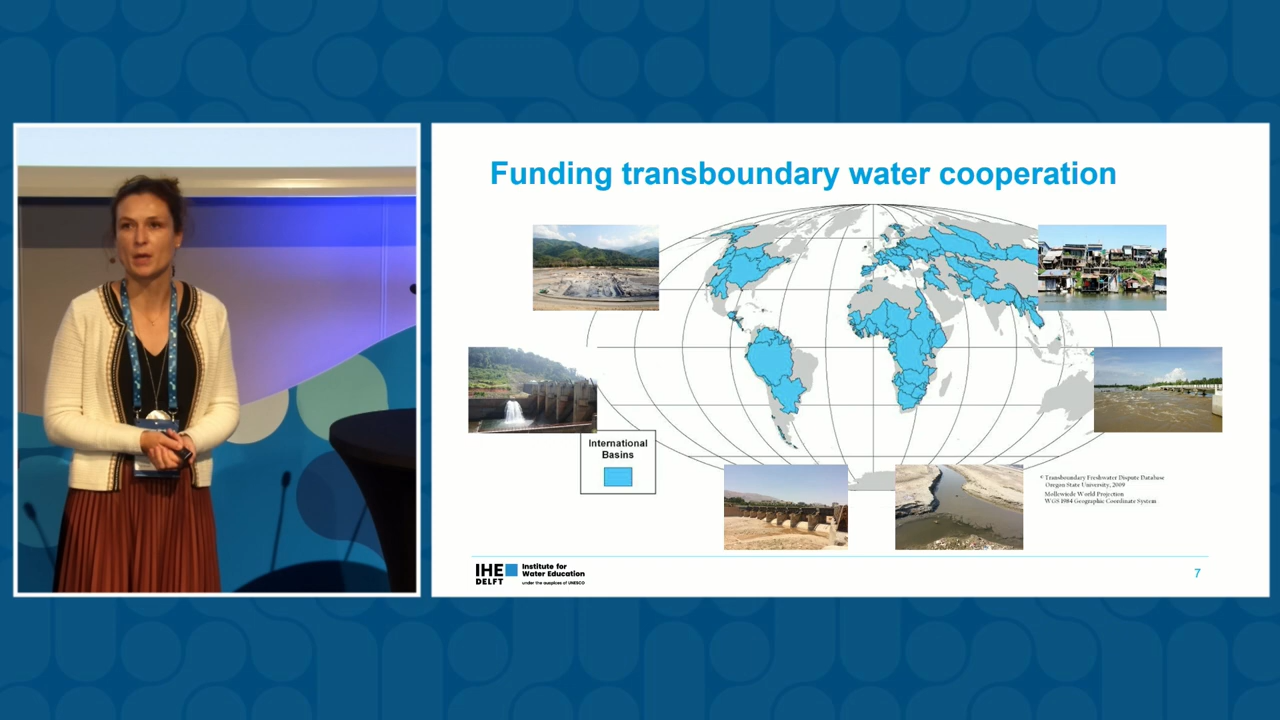 Funding transboundary water cooperation
International
Basins
© Transboundary Freshwater Dispute Database
Oregon State University, 2009
Mollewiede World Projection
WGS 1984 Geographic Coordinate System
IHE
DELFT
Institute for
Water Education
under the auspices of UNESCO
7